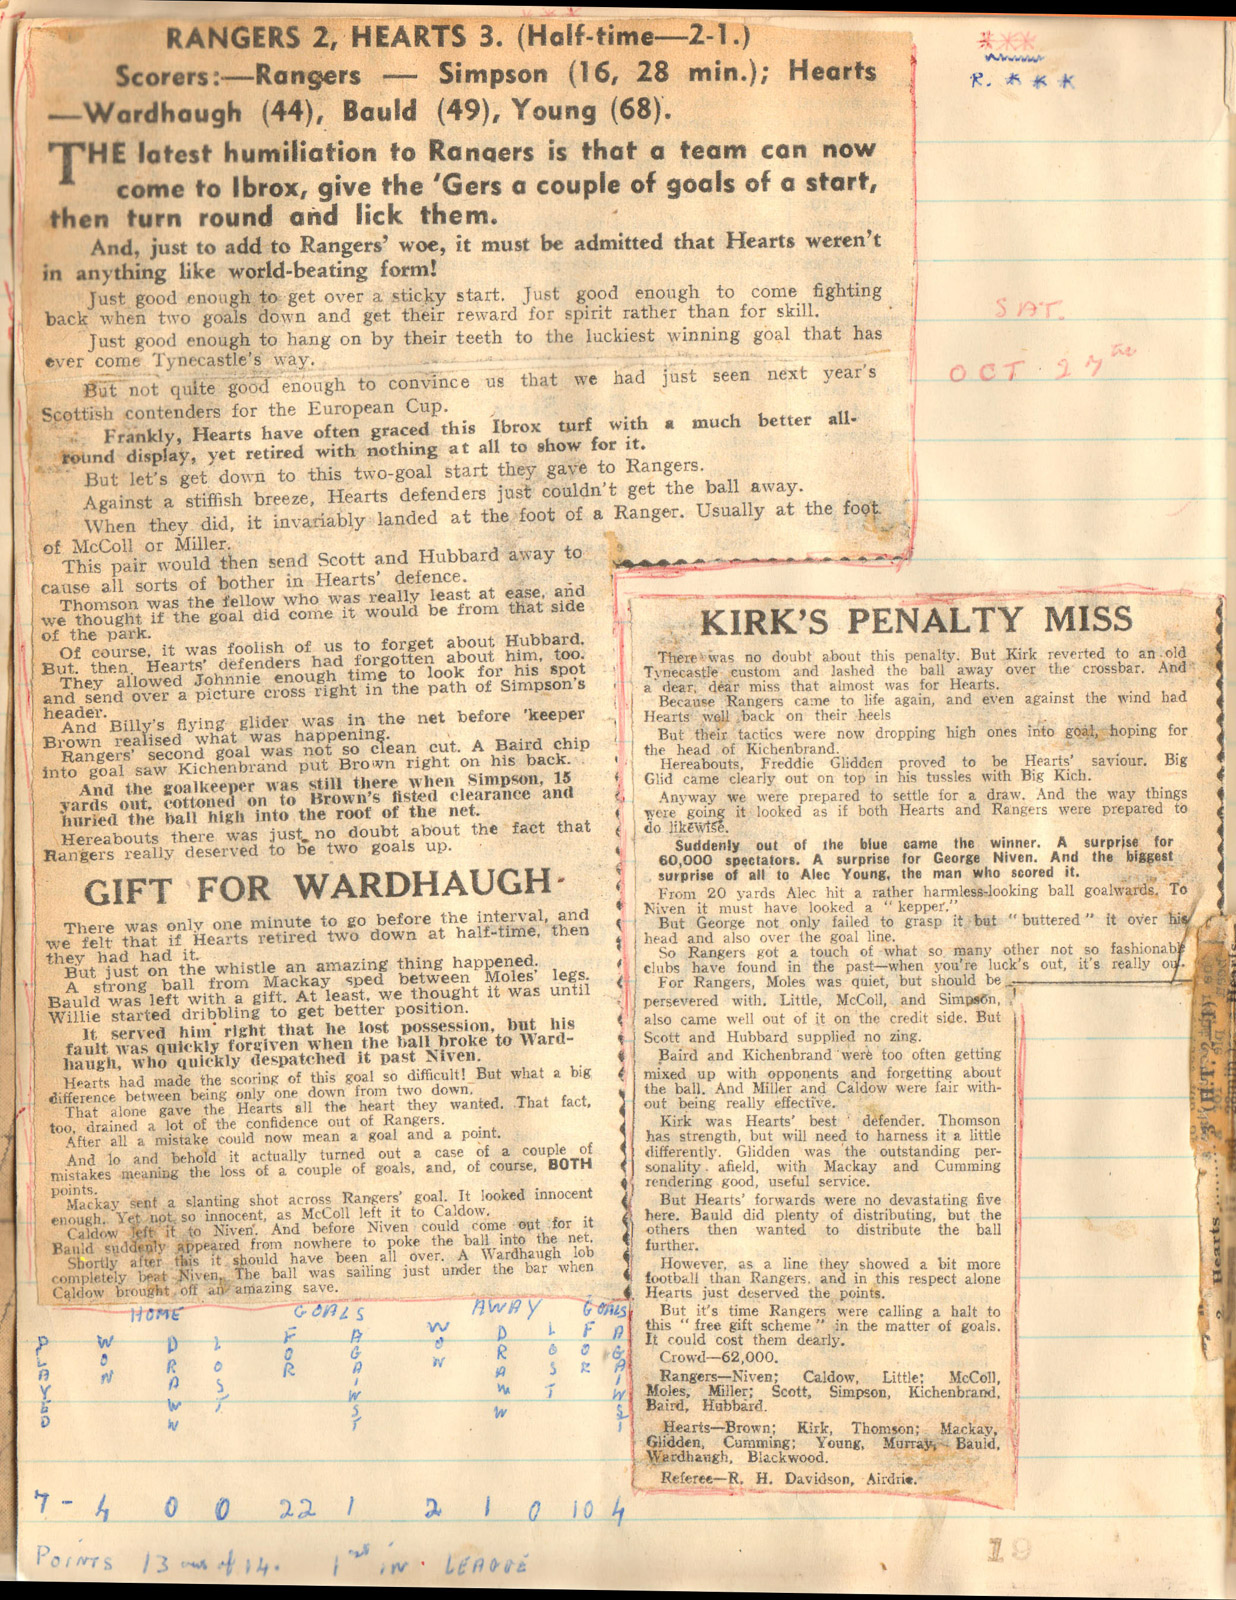 RANGERS 2, HEARTS 3. (Half-time—2-1.)
Scorers:—Rangers — Simpson (16, 28 min.); Hearts
—Wardhaugh (44), Bauld (49), Young (68).
THE latest humiliation to Rangers is that a team can now
come to Ibrox, give the 'Gers a couple of goals of a start,
then turn round and lick them.
And, just to add to Rangers' woe, it must be admitted that Hearts weren't
in anything like world-beating form!
Just good enough to get over a sticky start. Just good enough to come fighting
back when two goals down and get their reward for spirit rather than for skill.
Just good enough to hang on by their teeth to the luckiest winning goal that has
ever come Tynecastle's way.
But not quite good enough to convince us that we had just seen next year's
Scottish contenders for the European Cup.
Frankly, Hearts have often graced this Ibrox turf with a much better all-
round display, yet retired with nothing at all to show for it.
But let's get down to this two-goal start they gave to Rangers.
Against a stiffish breeze, Hearts defenders just couldn't get the ball away.
When they did, it invariably landed at the foot of a Ranger. Usually at the foot
of McColl or Miller.
This pair would then send Scott and Hubbard away to
cause all sorts of bother in Hearts' defence.
Thomson was the fellow who was really least at ease, and
we thought if the goal did come it would be from that side
of the park.
Of course, it was foolish of us to forget about Hubbard.
But, then, Hearts' defenders had forgotten about him, too.
They allowed Johnnie enough time to look for his spot
and send over a picture cross right in the path of Simpson's
header.
And Billy's flying glider was in the net before 'keeper
Brown realised what was happening.
Rangers' second goal was not so clean cut. A Baird chip
into goal saw Kichenbrand put Brown right on his back.
And the goalkeeper was still there when Simpson, 15
yards out, cottoned on to Brown's fisted clearance and
hurled the ball high into the roof of the net.
Hereabouts there was just no doubt about the fact that
Rangers really deserved to be two goals up.
GIFT FOR WARDHAUGH
There was only one minute to go before the interval, and
we felt that if Hearts retired two down at half-time, then
they had had it.
But just on the whistle an amazing thing happened.
A strong ball from Mackay sped between Moles' legs.
Bauld was left with a gift. At least, we thought it was until
Willie started dribbling to get better position.
It served him right that he lost possession, but his
fault was quickly forgiven when the ball broke to Ward-
haugh, who quickly despatched it past Niven.
Hearts had made the scoring of this goal so difficult! But what a big
difference between being only one down from two down.
That alone gave the Hearts all the heart they wanted. That fact,
too, drained a lot of the confidence out of Rangers.
After all a mistake could now mean a goal and a point.
And lo and behold it actually turned out a case of a couple of
mistakes meaning the loss of a couple of goals, and, of course, BOTH
points.
Mackay sent a slanting shot across Rangers' goal. It looked innocent
enough. Yet not so innocent, as McColl left it to Caldow.
Caldow left it to Niven. And before Niven could come out for it
Bauld suddenly appeared from nowhere to poke the ball into the net.
Shortly after this it should have been all over. A Wardhaugh lob
completely beat Niven. The ball was sailing just under the bar when
Caldow brought off an amazing save.
R. * * *
SAT.
OCT. 27TH
KIRK'S PENALTY MISS
There was no doubt about this penalty. But Kirk reverted to an old
Tynecastle custom and lashed the ball away over the crossbar. And
a dear, dear miss that almost was for Hearts.
Because Rangers came to life again, and even against the wind had
Hearts well back on their heels
But their tactics were now dropping high ones into goal, hoping for
the head of Kichenbrand.
Hereabouts, Freddie Glidden proved to be Hearts' saviour. Big
Glid came clearly out on top in his tussles with Big Kich.
Anyway we were prepared to settle for a draw. And the way things
were going it looked as if both Hearts and Rangers were prepared to
do likewise.
Suddenly out of the blue came the winner. A surprise for
60,000 spectators. A surprise for George Niven. And the biggest
surprise of all to Alec Young, the man who scored it.
From 20 yards Alec hit a rather harmless-looking ball goalwards. To
Niven it must have looked a "kepper."
But George not only failed to grasp it but "buttered" it over his
head and also over the goal line.
So Rangers got a touch of what so many other not so fashionable
clubs have found in the past—when you're luck's out, it's really out.
For Rangers, Moles was quiet, but should be
persevered with. Little, McColl, and Simpson,
also came well out of it on the credit side. But
Scott and Hubbard supplied no zing.
Baird and Kichenbrand were too often getting
mixed up with opponents and forgetting about
the ball. And Miller and Caldow were fair with-
out being really effective.
Kirk was Hearts' best defender. Thomson
has strength, but will need to harness it a little
differently. Glidden was the outstanding per-
sonality afield, with Mackay and Cumming
rendering good, useful service.
But Hearts' forwards were no devastating five
here. Bauld did plenty of distributing, but the
others then wanted to distribute the ball
further.
However, as a line they showed a bit more
football than Rangers, and in this respect alone
Hearts just deserved the points.
But it's time Rangers were calling a halt to
this "free gift scheme" in the matter of goals.
It could cost them dearly.
Crowd—62,000.
Rangers—Niven; Caldow, Little; McColl,
Moles, Miller; Scott, Simpson, Kichenbrand,
Baird, Hubbard.
Hearts—Brown; Kirk, Thomson; Mackay,
Glidden, Cumming; Young, Murray, Bauld,
Wardhaugh, Blackwood.
Referee—R. H. Davidson, Airdrie.
HOME GOALS AWAY GOALS
PLAYED WON DRAWN LOST FOR AGAINST WON DRAWN LOST FOR AGAINST
7 - 4 0 0 22 1 2 1 0 10 4
POINTS 13 out of 14. 1st in LEAGUE
19
Hearts